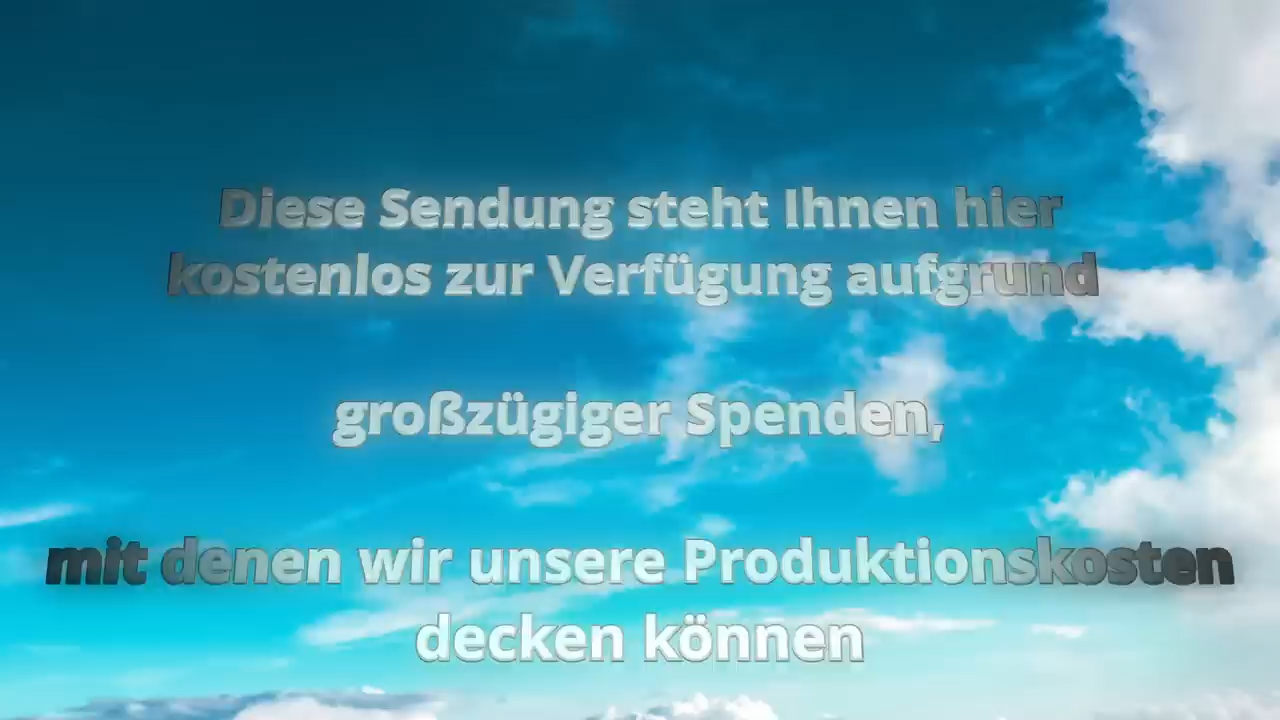 Diese Sendung steht Ihnen hier
kostenlos zur Verfügung aufgrund
großzügiger Spenden,
mit denen wir unsere Produktionskosten
decken können